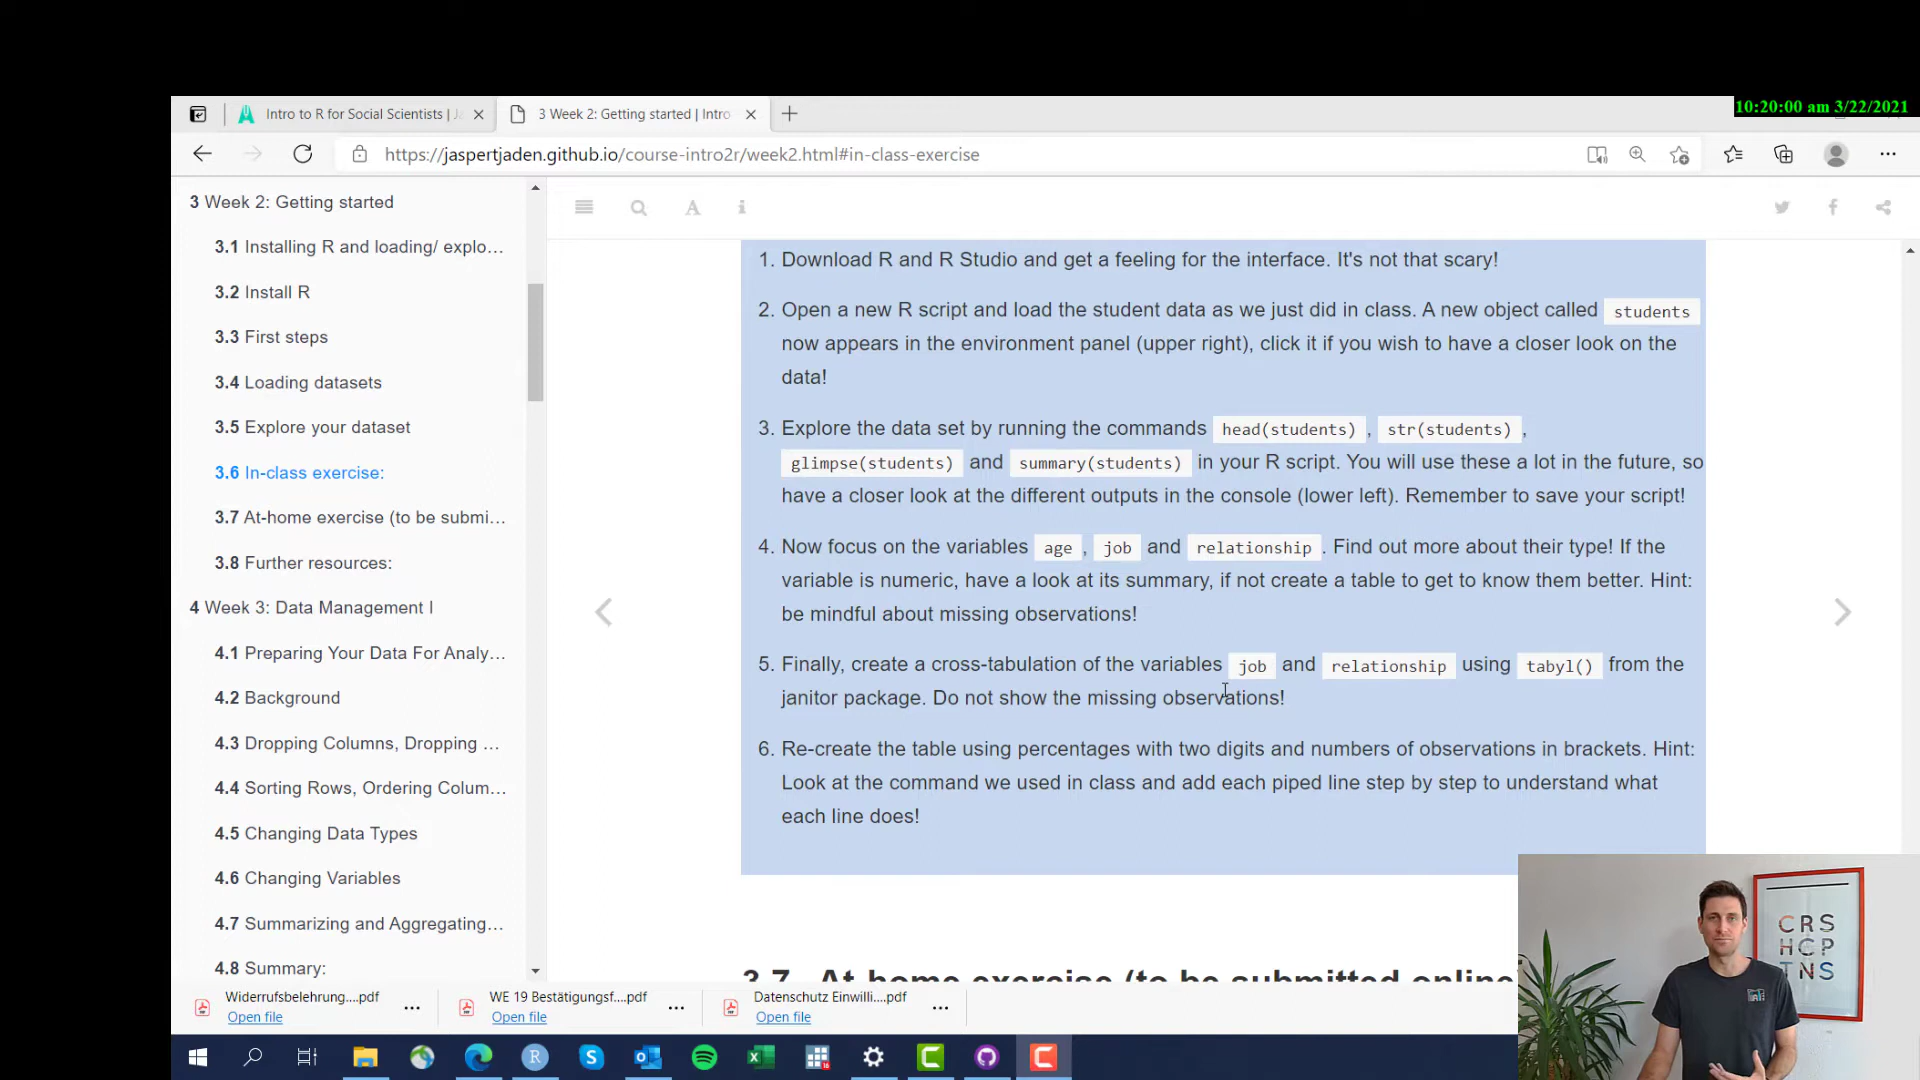 10:20:00 am 3/22/2021
Intro to R for Social Scientists | J
3 Week 2: Getting started | Intro
https://jaspertjaden.github.io/course-intro2r/week2.html#in-class-exercise
3 Week 2: Getting started
3.1 Installing R and loading/ explo…
3.2 Install R
3.3 First steps
3.4 Loading datasets
3.5 Explore your dataset
3.6 In-class exercise:
3.7 At-home exercise (to be submi…
3.8 Further resources:
4 Week 3: Data Management I
4.1 Preparing Your Data For Analy…
4.2 Background
4.3 Dropping Columns, Dropping …
4.4 Sorting Rows, Ordering Colum…
4.5 Changing Data Types
4.6 Changing Variables
4.7 Summarizing and Aggregating…
4.8 Summary:
1. Download R and R Studio and get a feeling for the interface. It's not that scary!
2. Open a new R script and load the student data as we just did in class. A new object called students
now appears in the environment panel (upper right), click it if you wish to have a closer look on the
data!
3. Explore the data set by running the commands head(students) , str(students) ,
glimpse(students) and summary(students) in your R script. You will use these a lot in the future, so
have a closer look at the different outputs in the console (lower left). Remember to save your script!
4. Now focus on the variables age , job and relationship . Find out more about their type! If the
variable is numeric, have a look at its summary, if not create a table to get to know them better. Hint:
be mindful about missing observations!
5. Finally, create a cross-tabulation of the variables job and relationship using tabyl() from the
janitor package. Do not show the missing observations!
6. Re-create the table using percentages with two digits and numbers of observations in brackets. Hint:
Look at the command we used in class and add each piped line step by step to understand what
each line does!
3.7 At-home exercise (to be submitted online
CRS
HCP
TNS
Widerrufsbelehrung....pdf
Open file
WE 19 Bestätigungsf....pdf
Open file
Datenschutz Einwilli....pdf
Open file